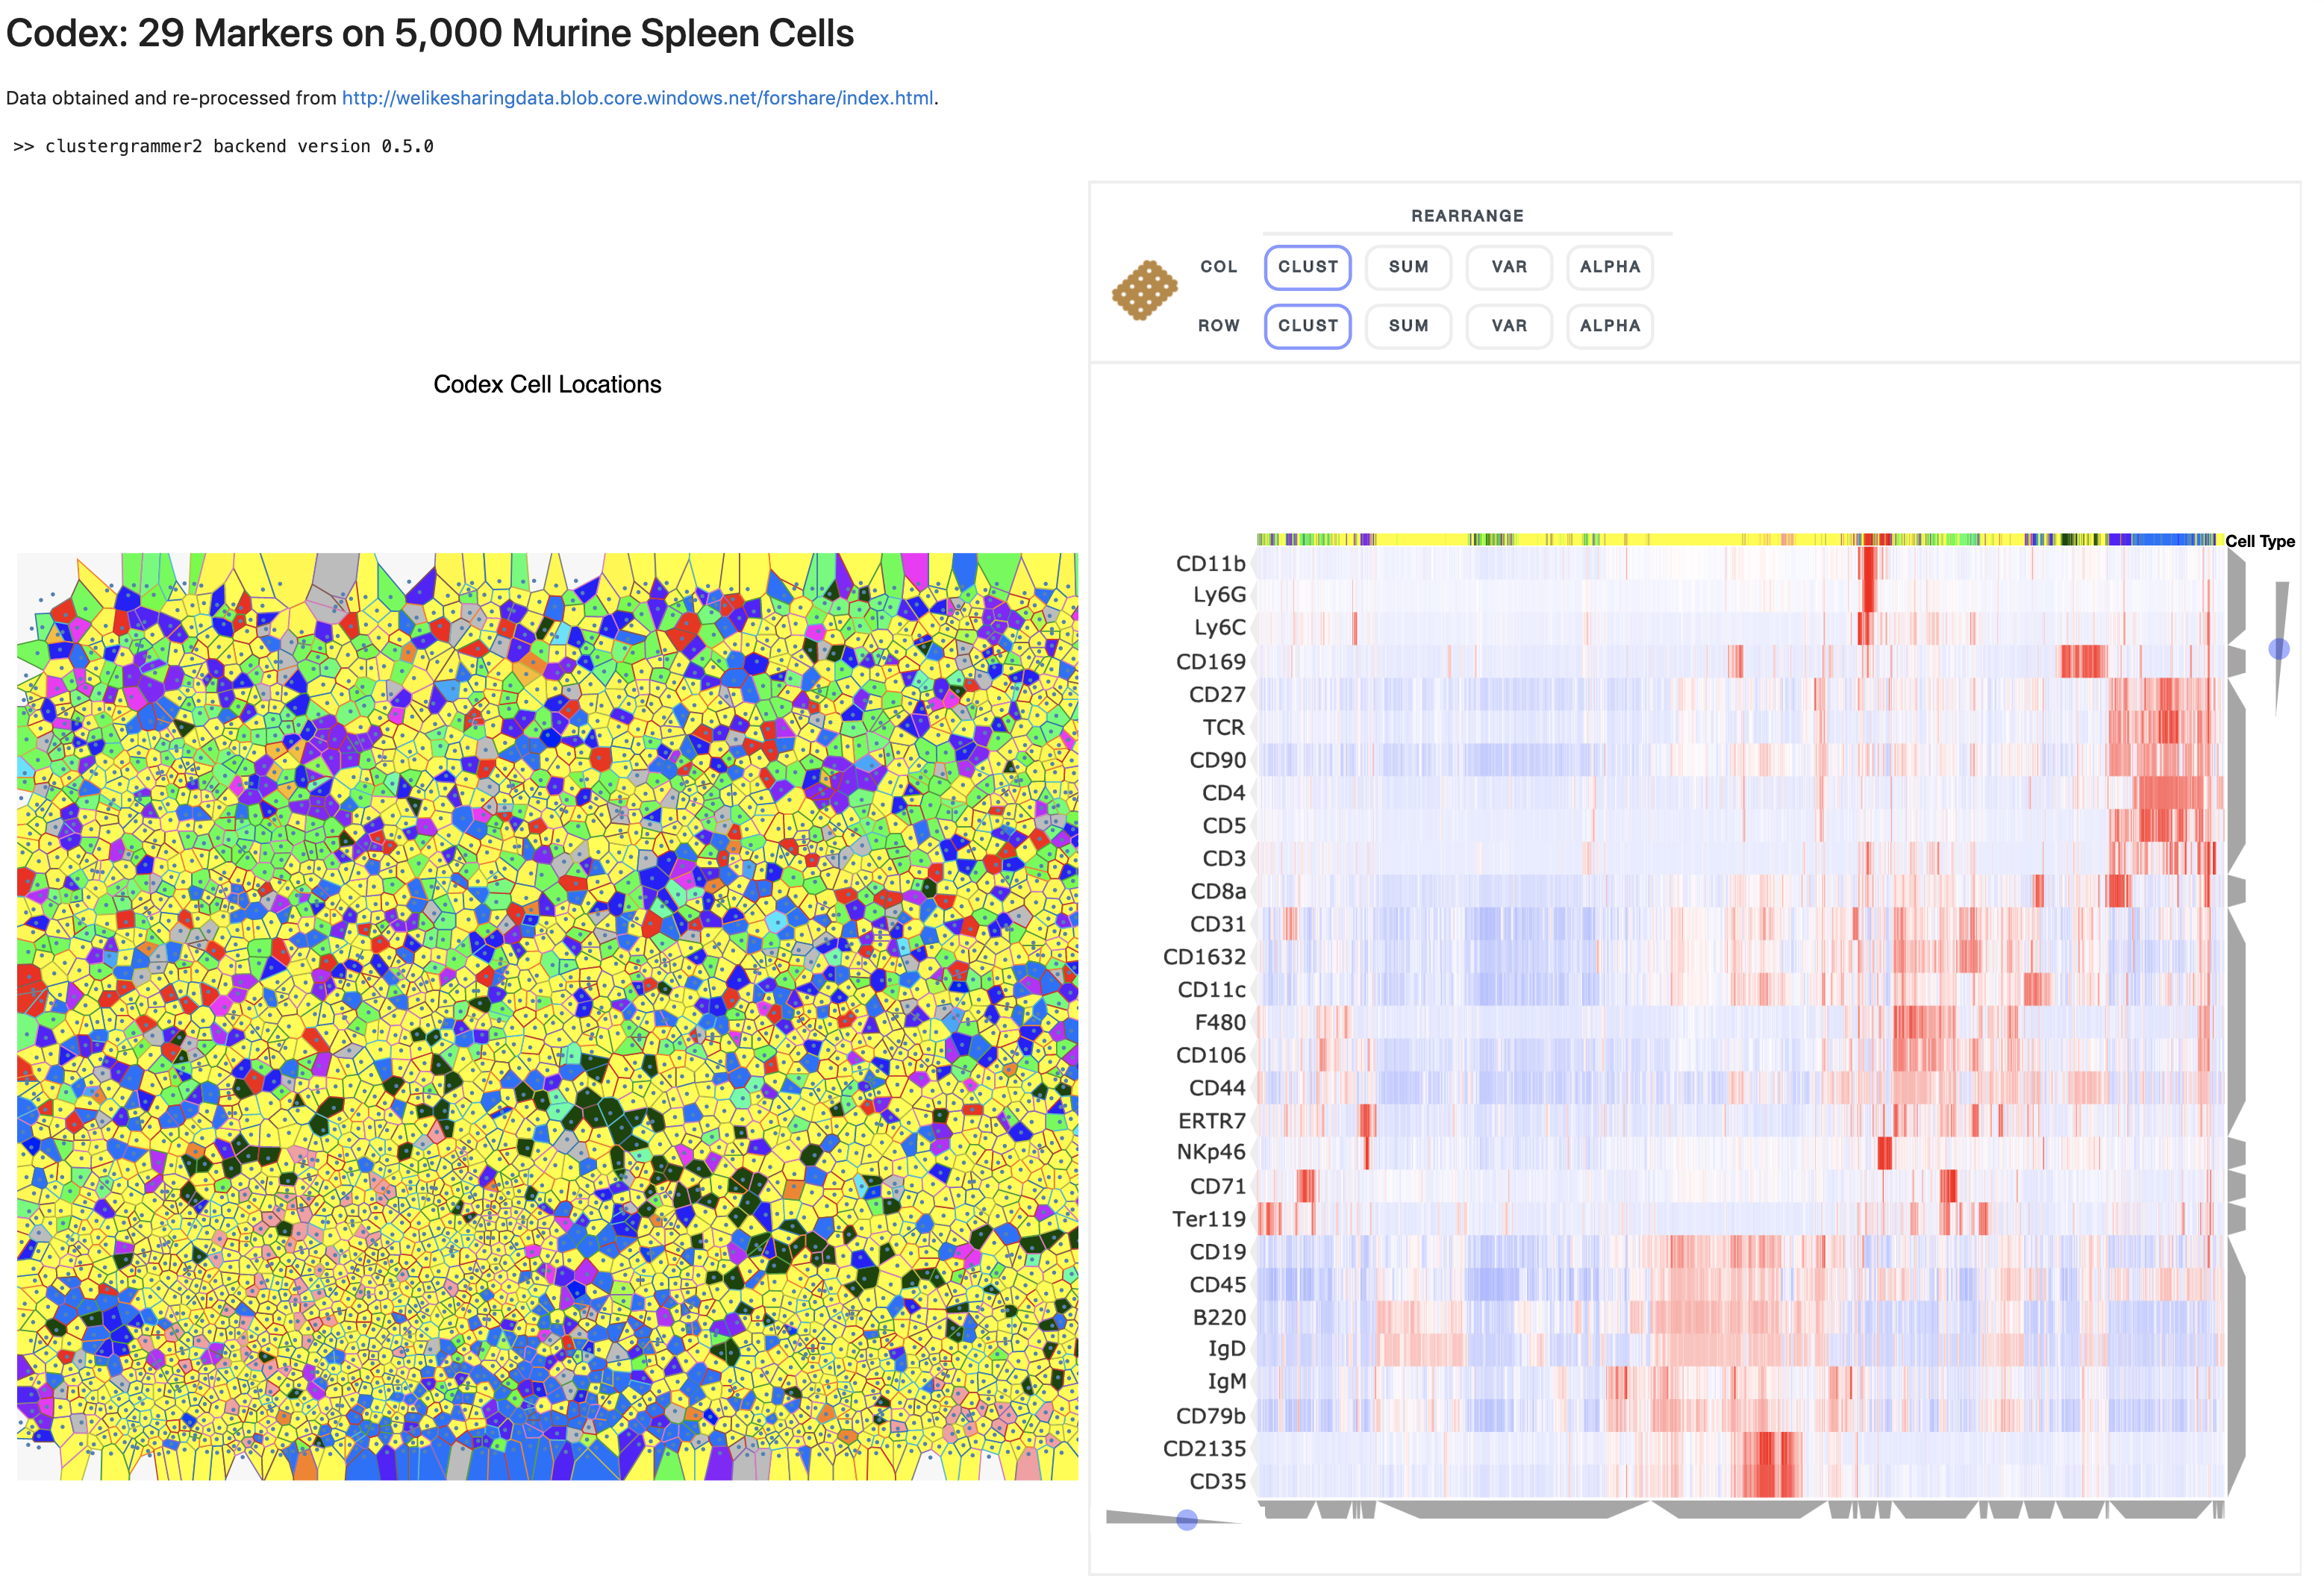 Codex: 29 Markers on 5,000 Murine Spleen Cells
Data obtained and re-processed from http://welikesharingdata.blob.core.windows.net/forshare/index.html.
>> clustergrammer2 backend version 0.5.0
Codex Cell Locations
REARRANGE
COL CLUST SUM VAR ALPHA
ROW CLUST SUM VAR ALPHA
Cell Type
CD11b
Ly6G
Ly6C
CD169
CD27
TCR
CD90
CD4
CD5
CD3
CD8a
CD31
CD1632
CD11c
F480
CD106
CD44
ERTR7
NKp46
CD71
Ter119
CD19
CD45
B220
IgD
IgM
CD79b
CD2135
CD35